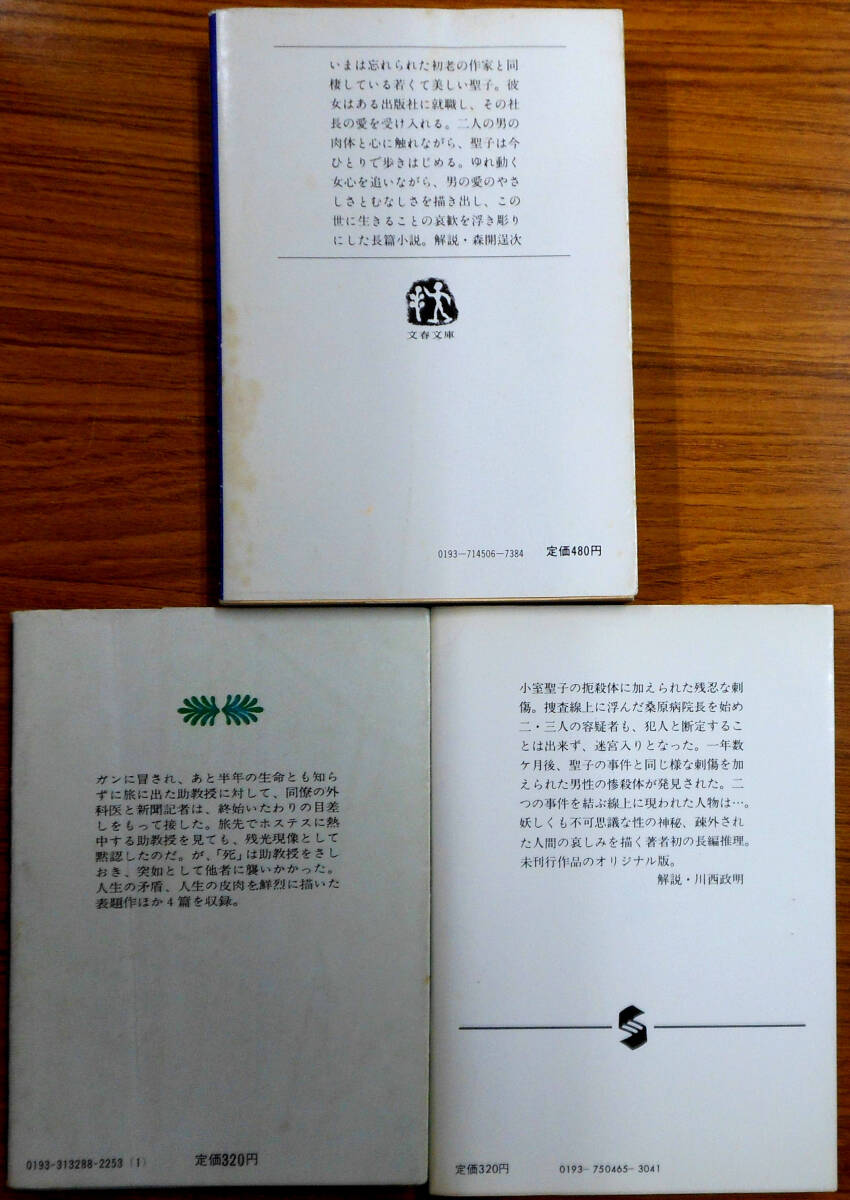 いまは忘れられた初老の作家と同
棲している若くて美しい聖子。彼
女はある出版社に就職し、その社
長の愛を受け入れる。二人の男の
肉体と心に触れながら、聖子は今
ひとりで歩きはじめる。ゆれ動く
女心を追いながら、男の愛のやさ
しさとむなしさを描き出し、この
世に生きることの哀歓を浮き彫り
にした長篇小説。解説・森開逞次
文春文庫
0193-714506-7384 定価480円
ガンに冒され、あと半年の生命とも知ら
ずに旅に出た助教授に対して、同僚の外
科医と新聞記者は、終始いたわりの目差
しをもって接した。旅先でホステスに熱
中する助教授を見ても、残光現像として
黙認したのだ。が、「死」は助教授をさし
おき、突如として他者に襲いかかった。
人生の矛盾、人生の皮肉を鮮烈に描いた
表題作ほか4篇を収録。
0193-313288-2253 (1) 定価320円
小室聖子の扼殺体に加えられた残忍な刺
傷。捜査線上に浮んだ桑原病院長を始め
二・三人の容疑者も、犯人と断定するこ
とは出来ず、迷宮入りとなった。一年数
ケ月後、聖子の事件と同じ様な刺傷を加
えられた男性の惨殺体が発見された。二
つの事件を結ぶ線上に現われた人物は…。
妖しくも不可思議な性の神秘、疎外され
た人間の哀しみを描く著者初の長編推理。
未刊行作品のオリジナル版。
解説・川西政明
定価320円 0193-750465-3041